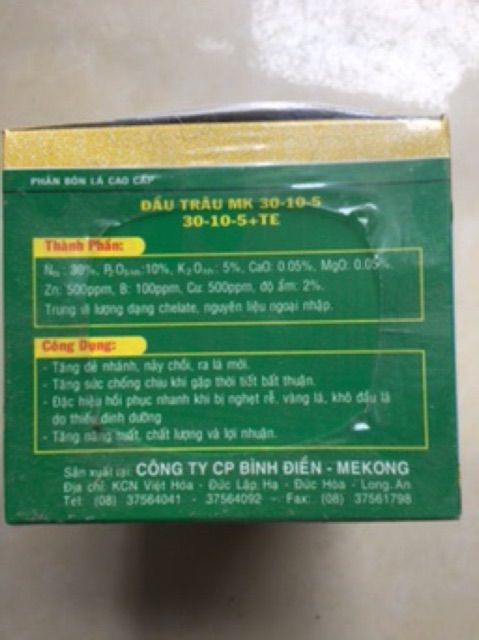 PHÂN BÓN LÁ CAO CẤP
ĐẦU TRÂU MK 30-10-5
30-10-5+TE
Thành Phần:
Nts : 30%, P2O5hh :10%, K2Ohh : 5%, CaO: 0.05%, MgO: 0.05%,
Zn: 500ppm, B: 100ppm, Cu: 500ppm, độ ẩm: 2%.
Trung vi lượng dạng chelate, nguyên liệu ngoại nhập.
Công Dụng:
- Tăng đẻ nhánh, nảy chồi, ra lá mới.
- Tăng sức chống chịu khi gặp thời tiết bất thuận.
- Đặc hiệu hồi phục nhanh khi bị nghẹt rễ, vàng lá, khô đầu lá
do thiếu dinh dưỡng
- Tăng năng suất, chất lượng và lợi nhuận.
Sản xuất tại: CÔNG TY CP BÌNH ĐIỀN - MEKONG
Địa chỉ: KCN Việt Hóa - Đức Lập Hạ - Đức Hòa - Long An
Tel: (08) 37564041 - 37564092 - Fax: (08) 37561798